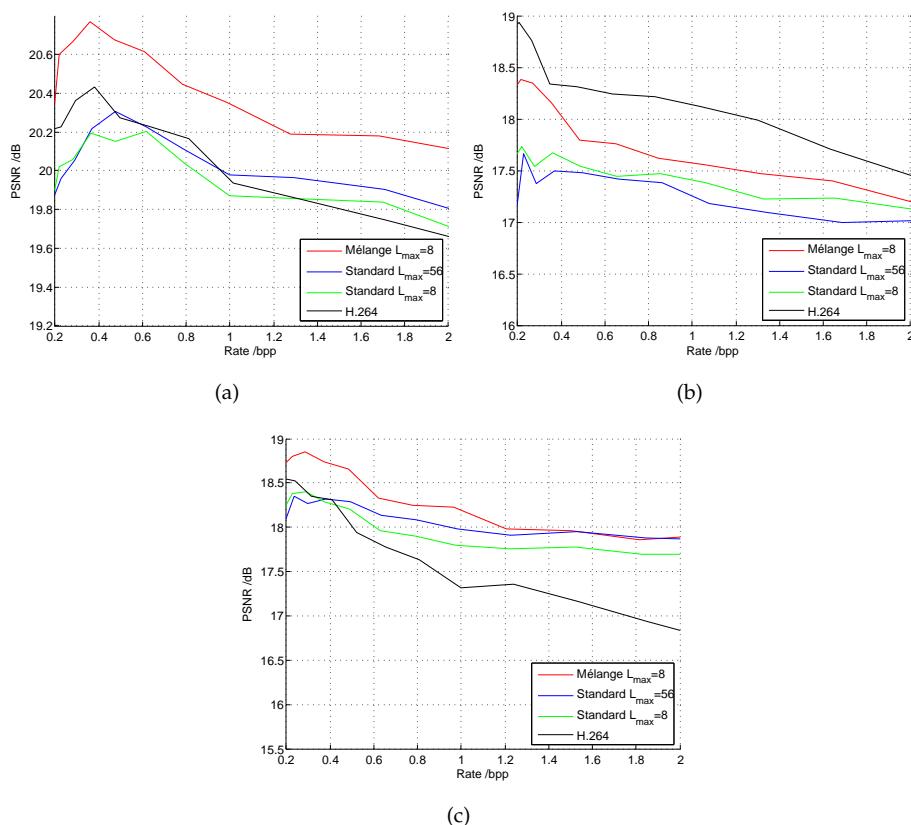 20.6
20.4
20.2
20
19.8
19.6
19.4
19.2
PSNR /dB
0.2 0.4 0.6 0.8 1 1.2 1.4 1.6 1.8 2
Rate /bpp
Mélange L_max=8
Standard L_max=56
Standard L_max=8
H.264
(a)
19
18.5
18
17.5
17
16.5
16
PSNR /dB
0.2 0.4 0.6 0.8 1 1.2 1.4 1.6 1.8 2
Rate /bpp
Mélange L_max=8
Standard L_max=56
Standard L_max=8
H.264
(b)
19
18.5
18
17.5
17
16.5
16
15.5
PSNR /dB
0.2 0.4 0.6 0.8 1 1.2 1.4 1.6 1.8 2
Rate /bpp
Mélange L_max=8
Standard L_max=56
Standard L_max=8
H.264
(c)